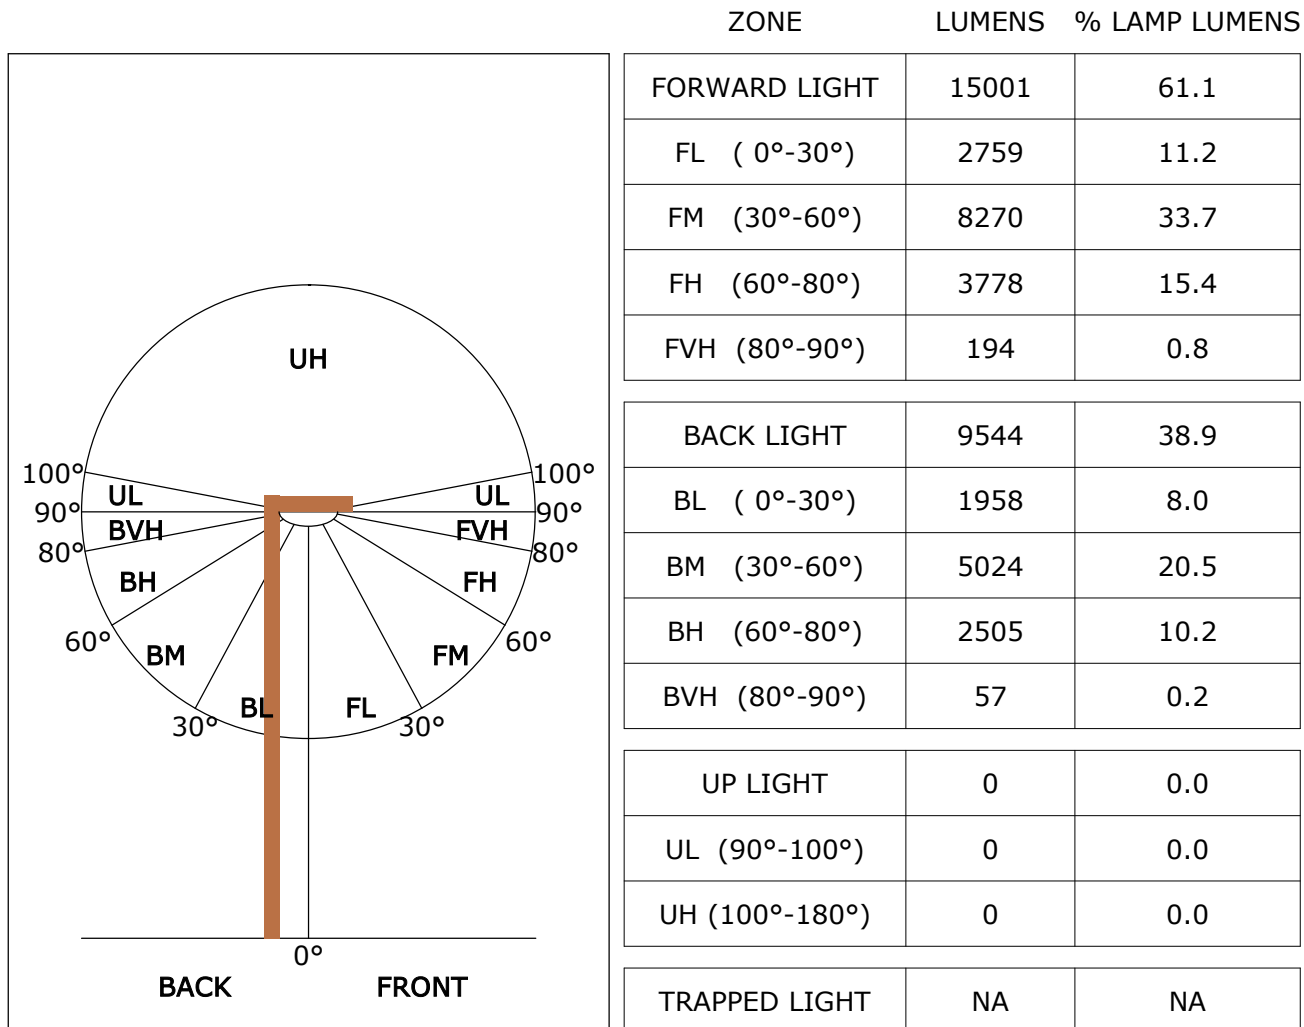 ZONE LUMENS % LAMP LUMENS
FORWARD LIGHT 15001 61.1
FL ( 0°-30°) 2759 11.2
FM (30°-60°) 8270 33.7
FH (60°-80°) 3778 15.4
FVH (80°-90°) 194 0.8
BACK LIGHT 9544 38.9
BL ( 0°-30°) 1958 8.0
BM (30°-60°) 5024 20.5
BH (60°-80°) 2505 10.2
BVH (80°-90°) 57 0.2
UP LIGHT 0 0.0
UL (90°-100°) 0 0.0
UH (100°-180°) 0 0.0
TRAPPED LIGHT NA NA
UH
100° 100°
UL UL
90° 90°
BVH FVH
80° 80°
BH FH
60° 60°
BM FM
BL FL
30° 30°
0°
BACK FRONT